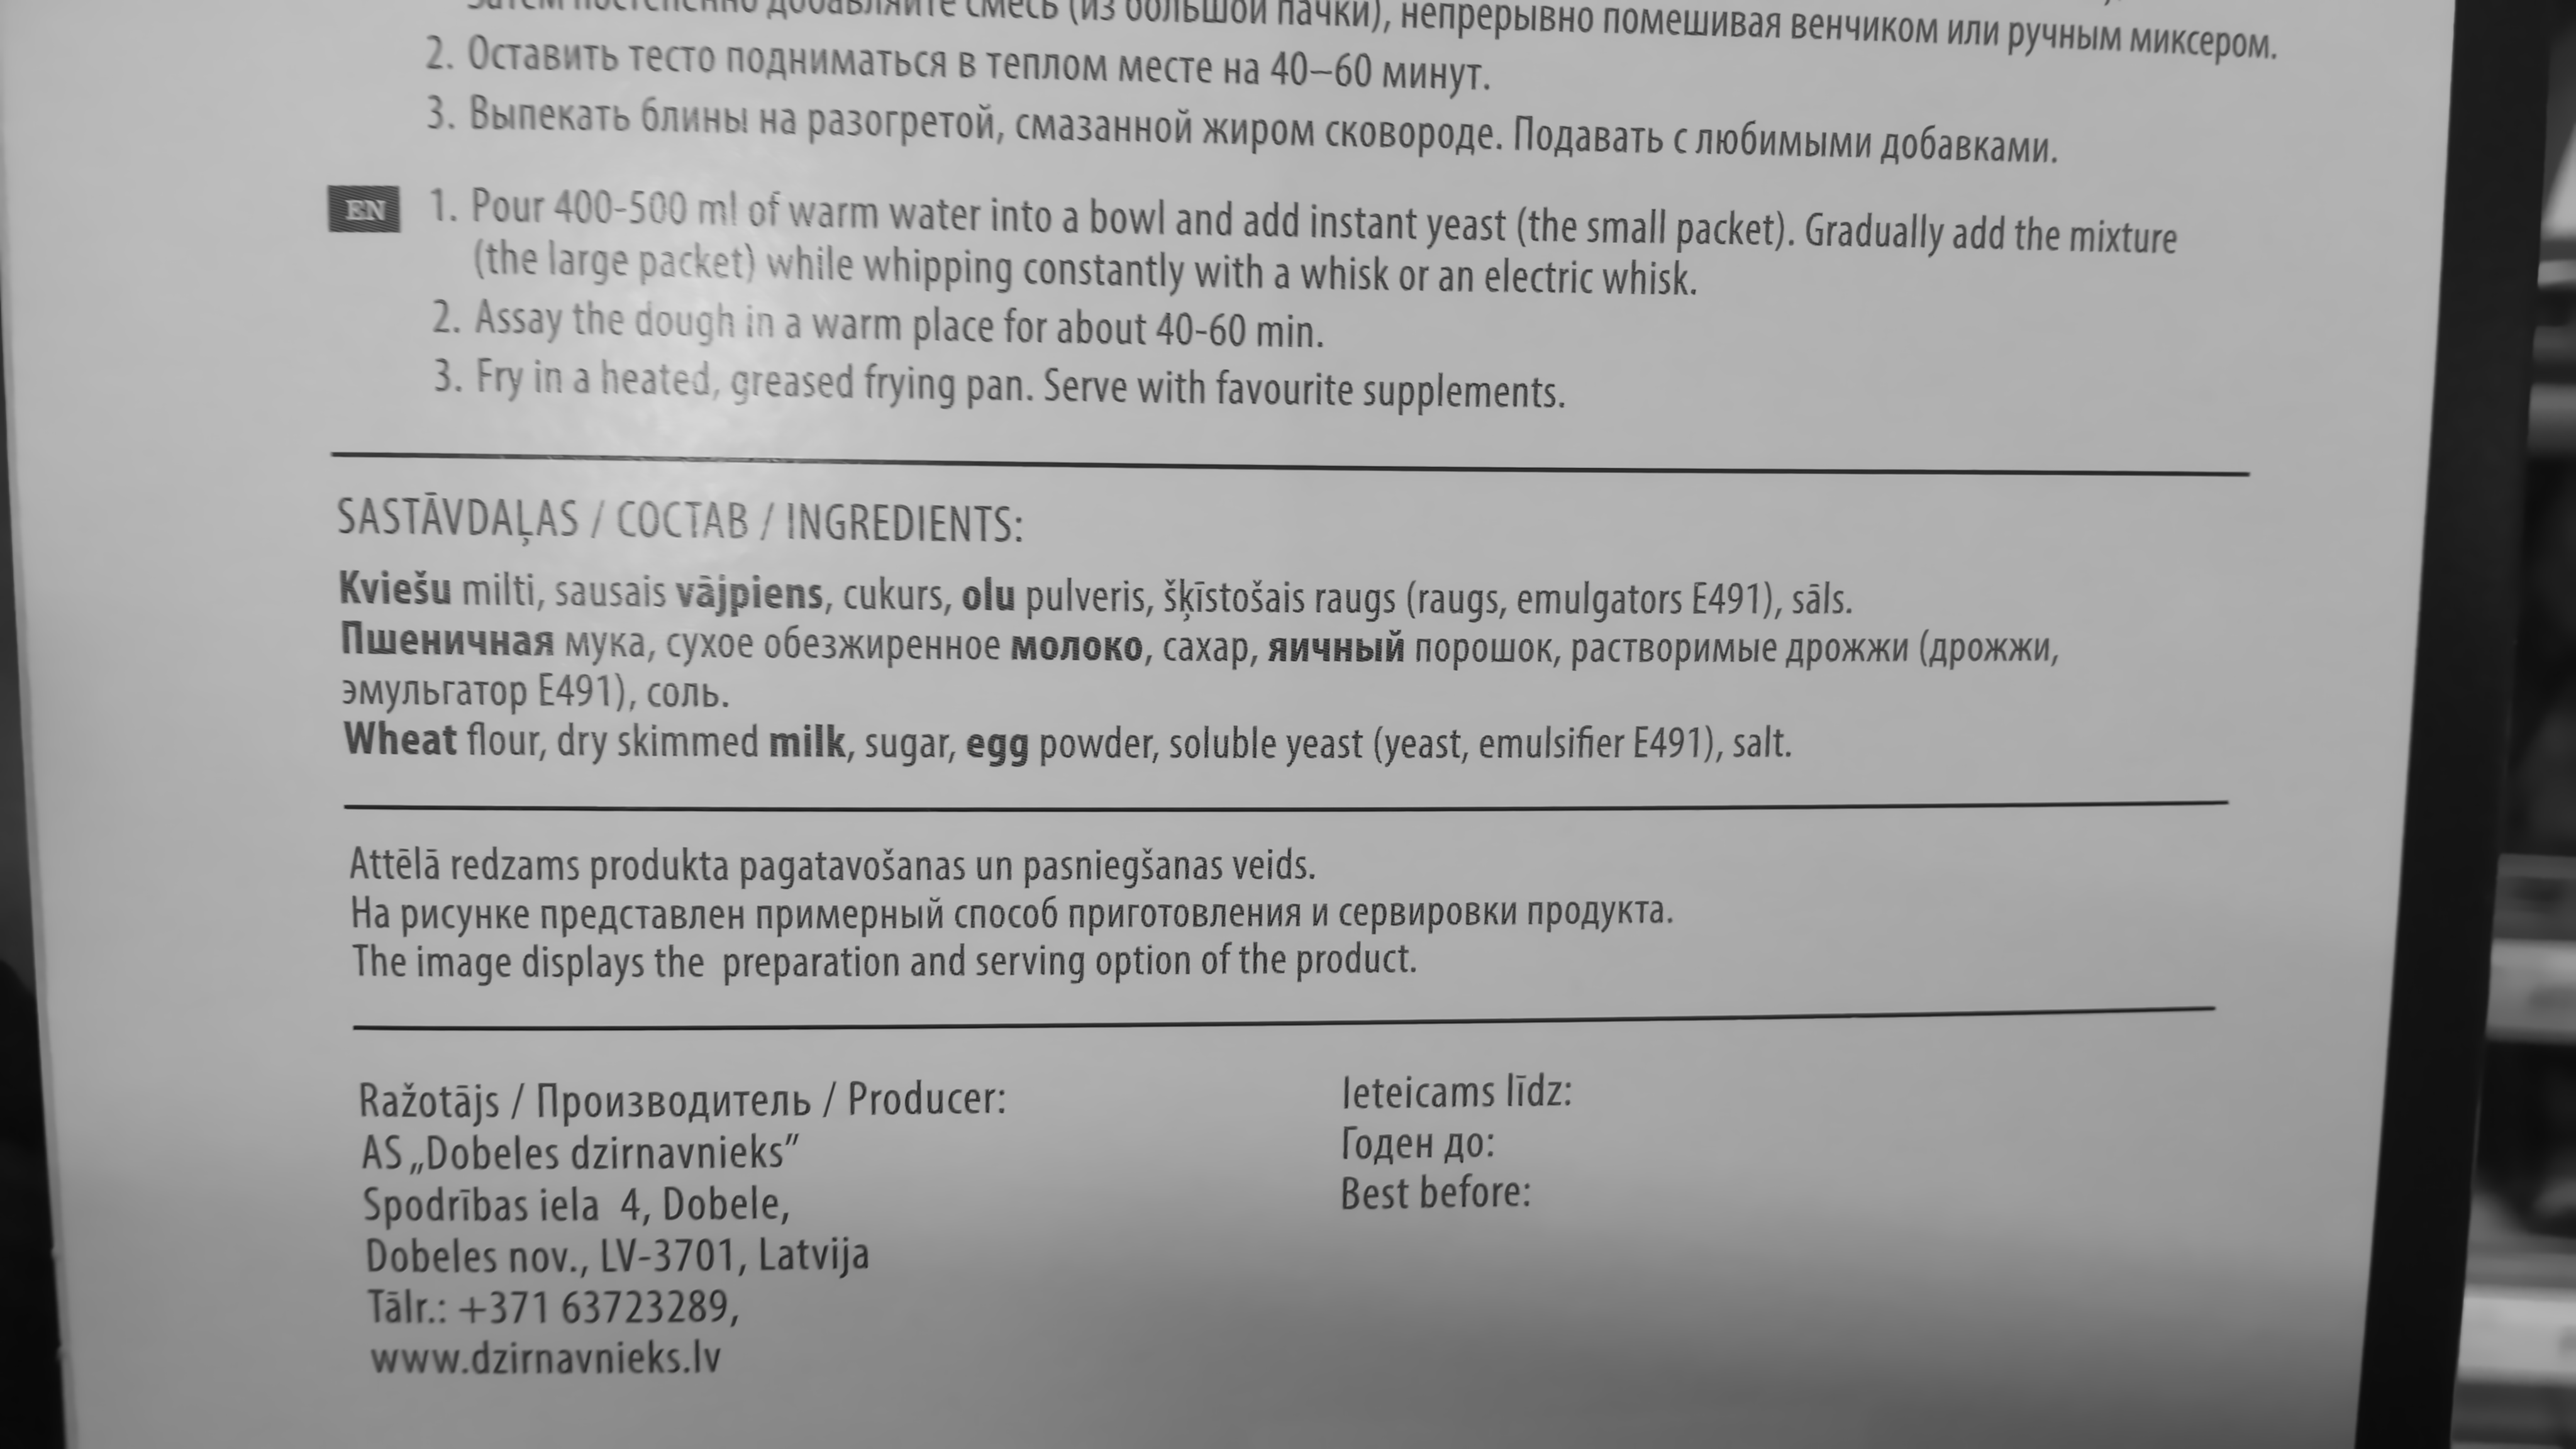 Затем постепенно добавляйте смесь (из большой пачки), непрерывно помешивая венчиком или ручным миксером.
2. Оставить тесто подниматься в теплом месте на 40–60 минут.
3. Выпекать блины на разогретой, смазанной жиром сковороде. Подавать с любимыми добавками.
EN 1. Pour 400-500 ml of warm water into a bowl and add instant yeast (the small packet). Gradually add the mixture
(the large packet) while whipping constantly with a whisk or an electric whisk.
2. Assay the dough in a warm place for about 40-60 min.
3. Fry in a heated, greased frying pan. Serve with favourite supplements.
SASTĀVDAĻAS / СОСТАВ / INGREDIENTS:
Kviešu milti, sausais vājpiens, cukurs, olu pulveris, šķīstošais raugs (raugs, emulgators E491), sāls.
Пшеничная мука, сухое обезжиренное молоко, сахар, яичный порошок, растворимые дрожжи (дрожжи,
эмульгатор Е491), соль.
Wheat flour, dry skimmed milk, sugar, egg powder, soluble yeast (yeast, emulsifier E491), salt.
Attēlā redzams produkta pagatavošanas un pasniegšanas veids.
На рисунке представлен примерный способ приготовления и сервировки продукта.
The image displays the preparation and serving option of the product.
Ražotājs / Производитель / Producer:
AS „Dobeles dzirnavnieks”
Spodrības iela 4, Dobele,
Dobeles nov., LV-3701, Latvija
Tālr.: +371 63723289,
www.dzirnavnieks.lv
Ieteicams līdz:
Годен до:
Best before: